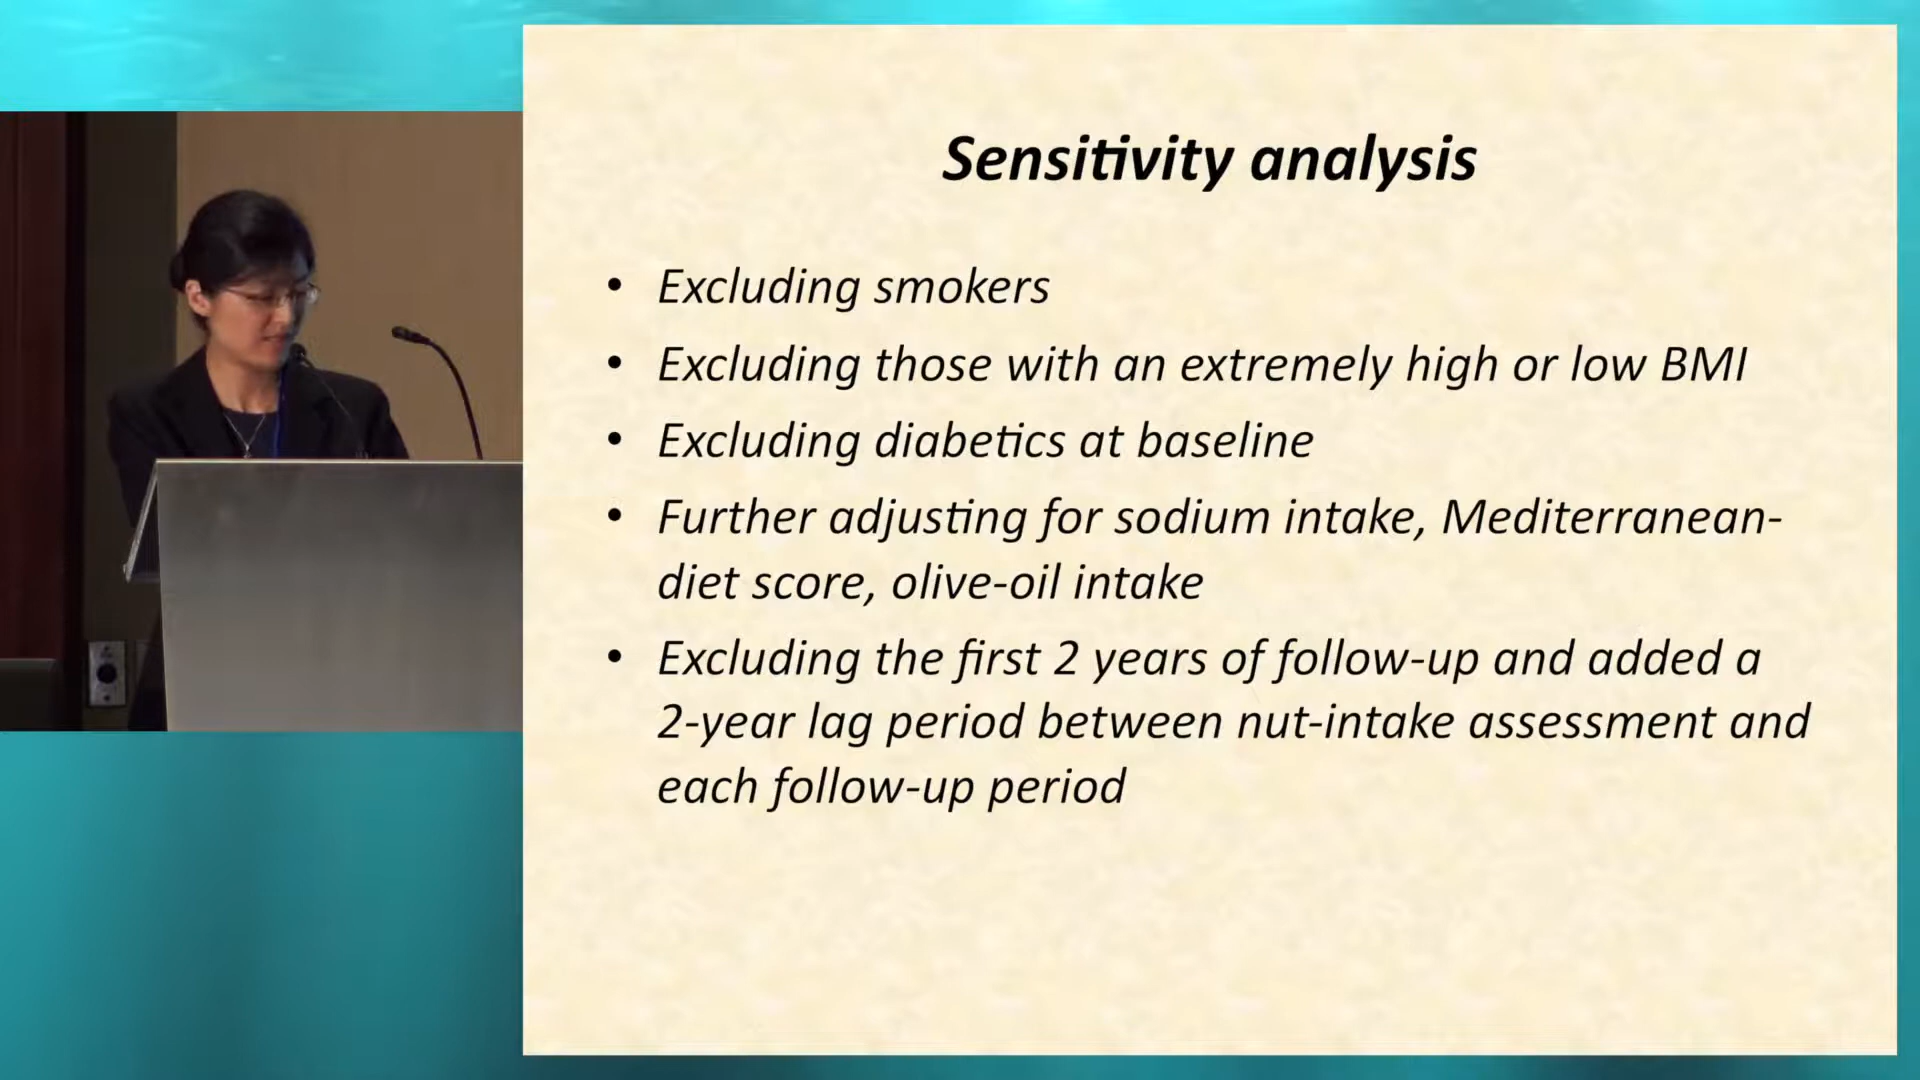 Sensitivity analysis
• Excluding smokers
• Excluding those with an extremely high or low BMI
• Excluding diabetics at baseline
• Further adjusting for sodium intake, Mediterranean-
diet score, olive-oil intake
• Excluding the first 2 years of follow-up and added a
2-year lag period between nut-intake assessment and
each follow-up period